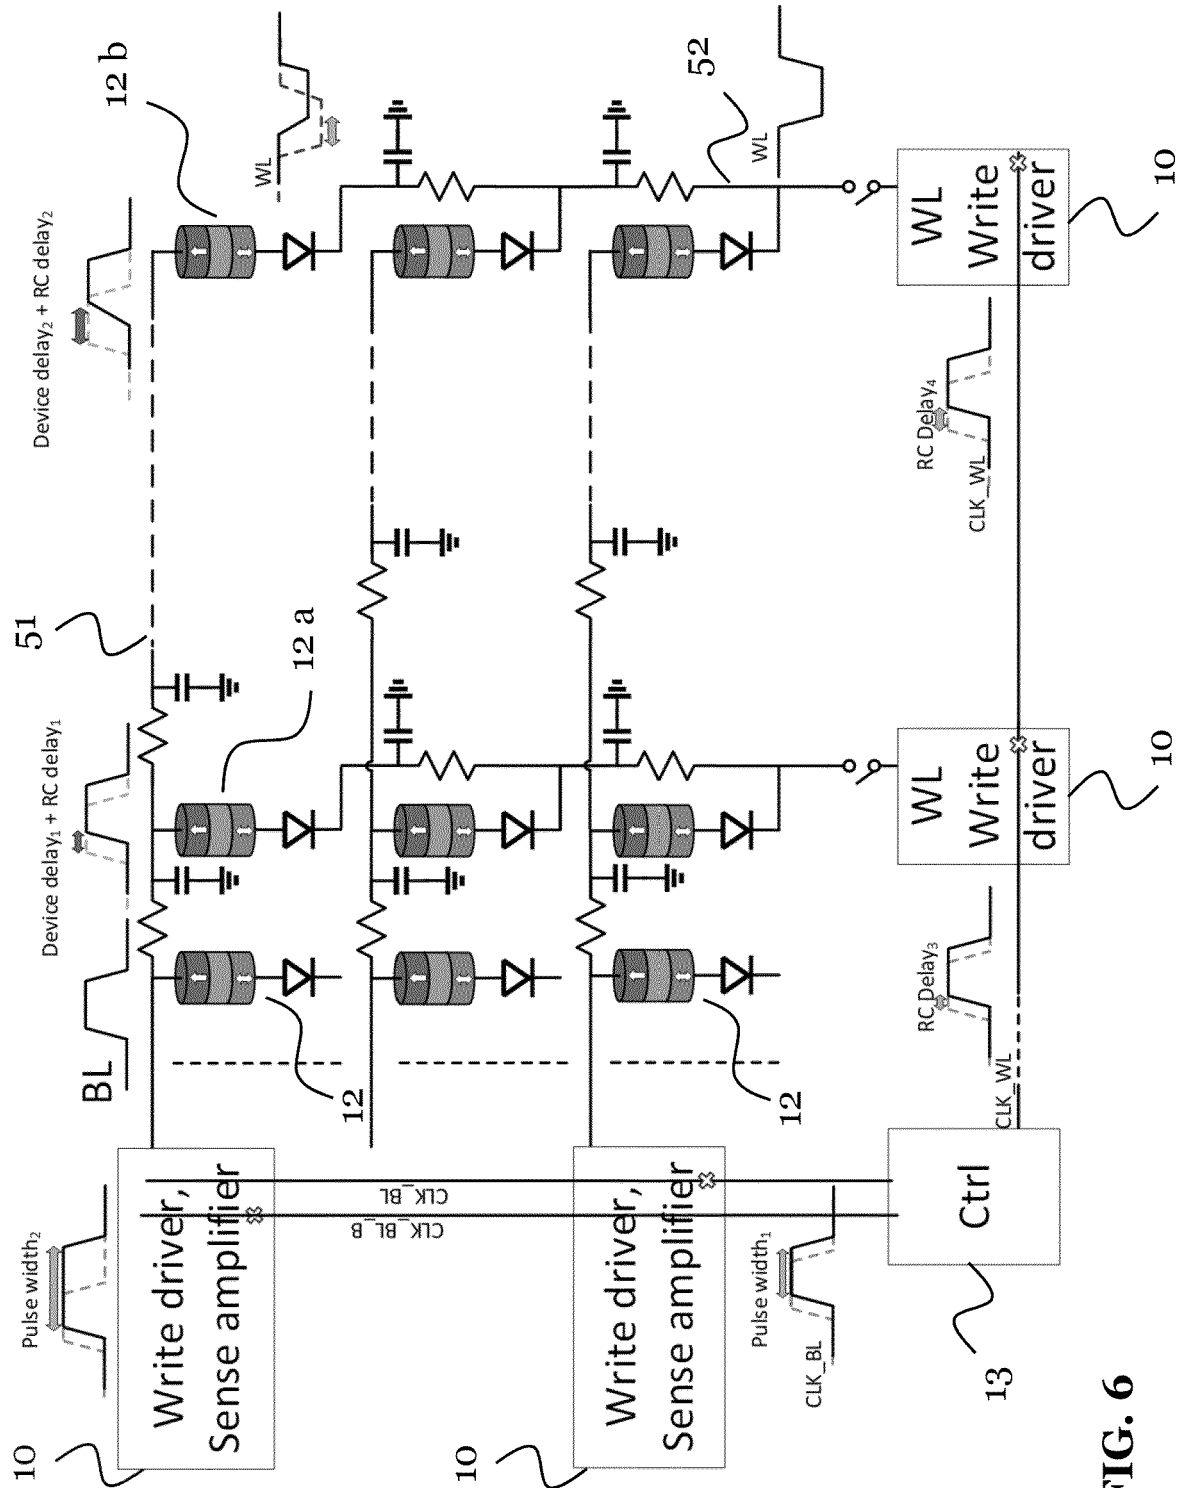 Device delay₂ + RC delay₂
12 b
WL
51
Device delay₁ + RC delay₁
BL
12 a
12
Pulse width₂
10
Write driver,
Sense amplifier
CLK_BL
CLK_BL_B
52
WL
12
10
Write driver,
Sense amplifier
Pulse width₁
CLK_BL
Ctrl
13
CLK_WL
RC Delay₃
WL
Write
driver
10
RC Delay₄
CLK_WL
WL
Write
driver
10
FIG. 6